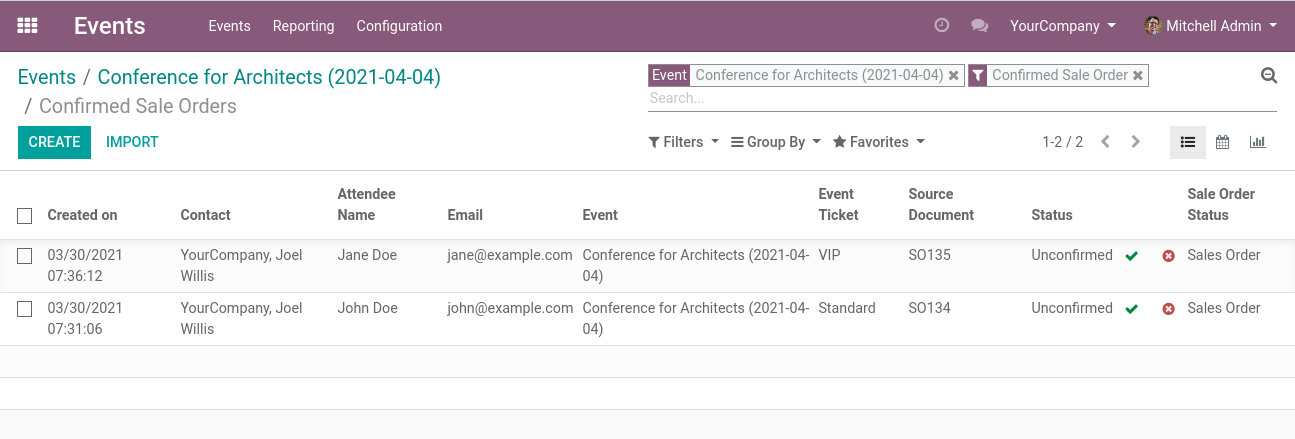 Events Events Reporting Configuration YourCompany Mitchell Admin
Events / Conference for Architects (2021-04-04)
/ Confirmed Sale Orders
Event Conference for Architects (2021-04-04) Confirmed Sale Order
Search...
CREATE IMPORT Filters Group By Favorites 1-2 / 2
Created on Contact Attendee Name Email Event Event Ticket Source Document Status Sale Order Status
03/30/2021 YourCompany, Joel Jane Doe jane@example.com Conference for Architects (2021-04- VIP SO135 Unconfirmed Sales Order
07:36:12 Willis 04)
03/30/2021 YourCompany, Joel John Doe john@example.com Conference for Architects (2021-04- Standard SO134 Unconfirmed Sales Order
07:31:06 Willis 04)